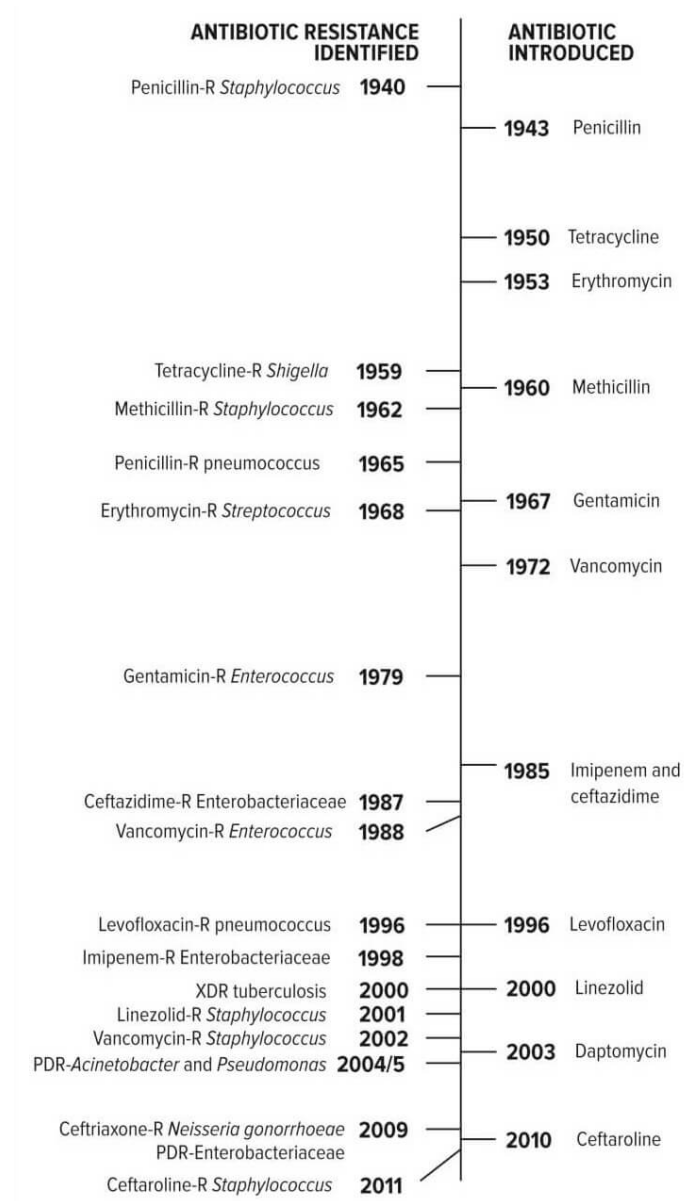 ANTIBIOTIC RESISTANCE
IDENTIFIED
ANTIBIOTIC
INTRODUCED
Penicillin-R Staphylococcus 1940
1943 Penicillin
1950 Tetracycline
1953 Erythromycin
Tetracycline-R Shigella 1959
1960 Methicillin
Methicillin-R Staphylococcus 1962
Penicillin-R pneumococcus 1965
1967 Gentamicin
Erythromycin-R Streptococcus 1968
1972 Vancomycin
Gentamicin-R Enterococcus 1979
1985 Imipenem and
ceftazidime
Ceftazidime-R Enterobacteriaceae 1987
Vancomycin-R Enterococcus 1988
Levofloxacin-R pneumococcus 1996
1996 Levofloxacin
Imipenem-R Enterobacteriaceae 1998
XDR tuberculosis 2000
2000 Linezolid
Linezolid-R Staphylococcus 2001
Vancomycin-R Staphylococcus 2002
2003 Daptomycin
PDR-Acinetobacter and Pseudomonas 2004/5
Ceftriaxone-R Neisseria gonorrhoeae 2009
PDR-Enterobacteriaceae
2010 Ceftaroline
Ceftaroline-R Staphylococcus 2011